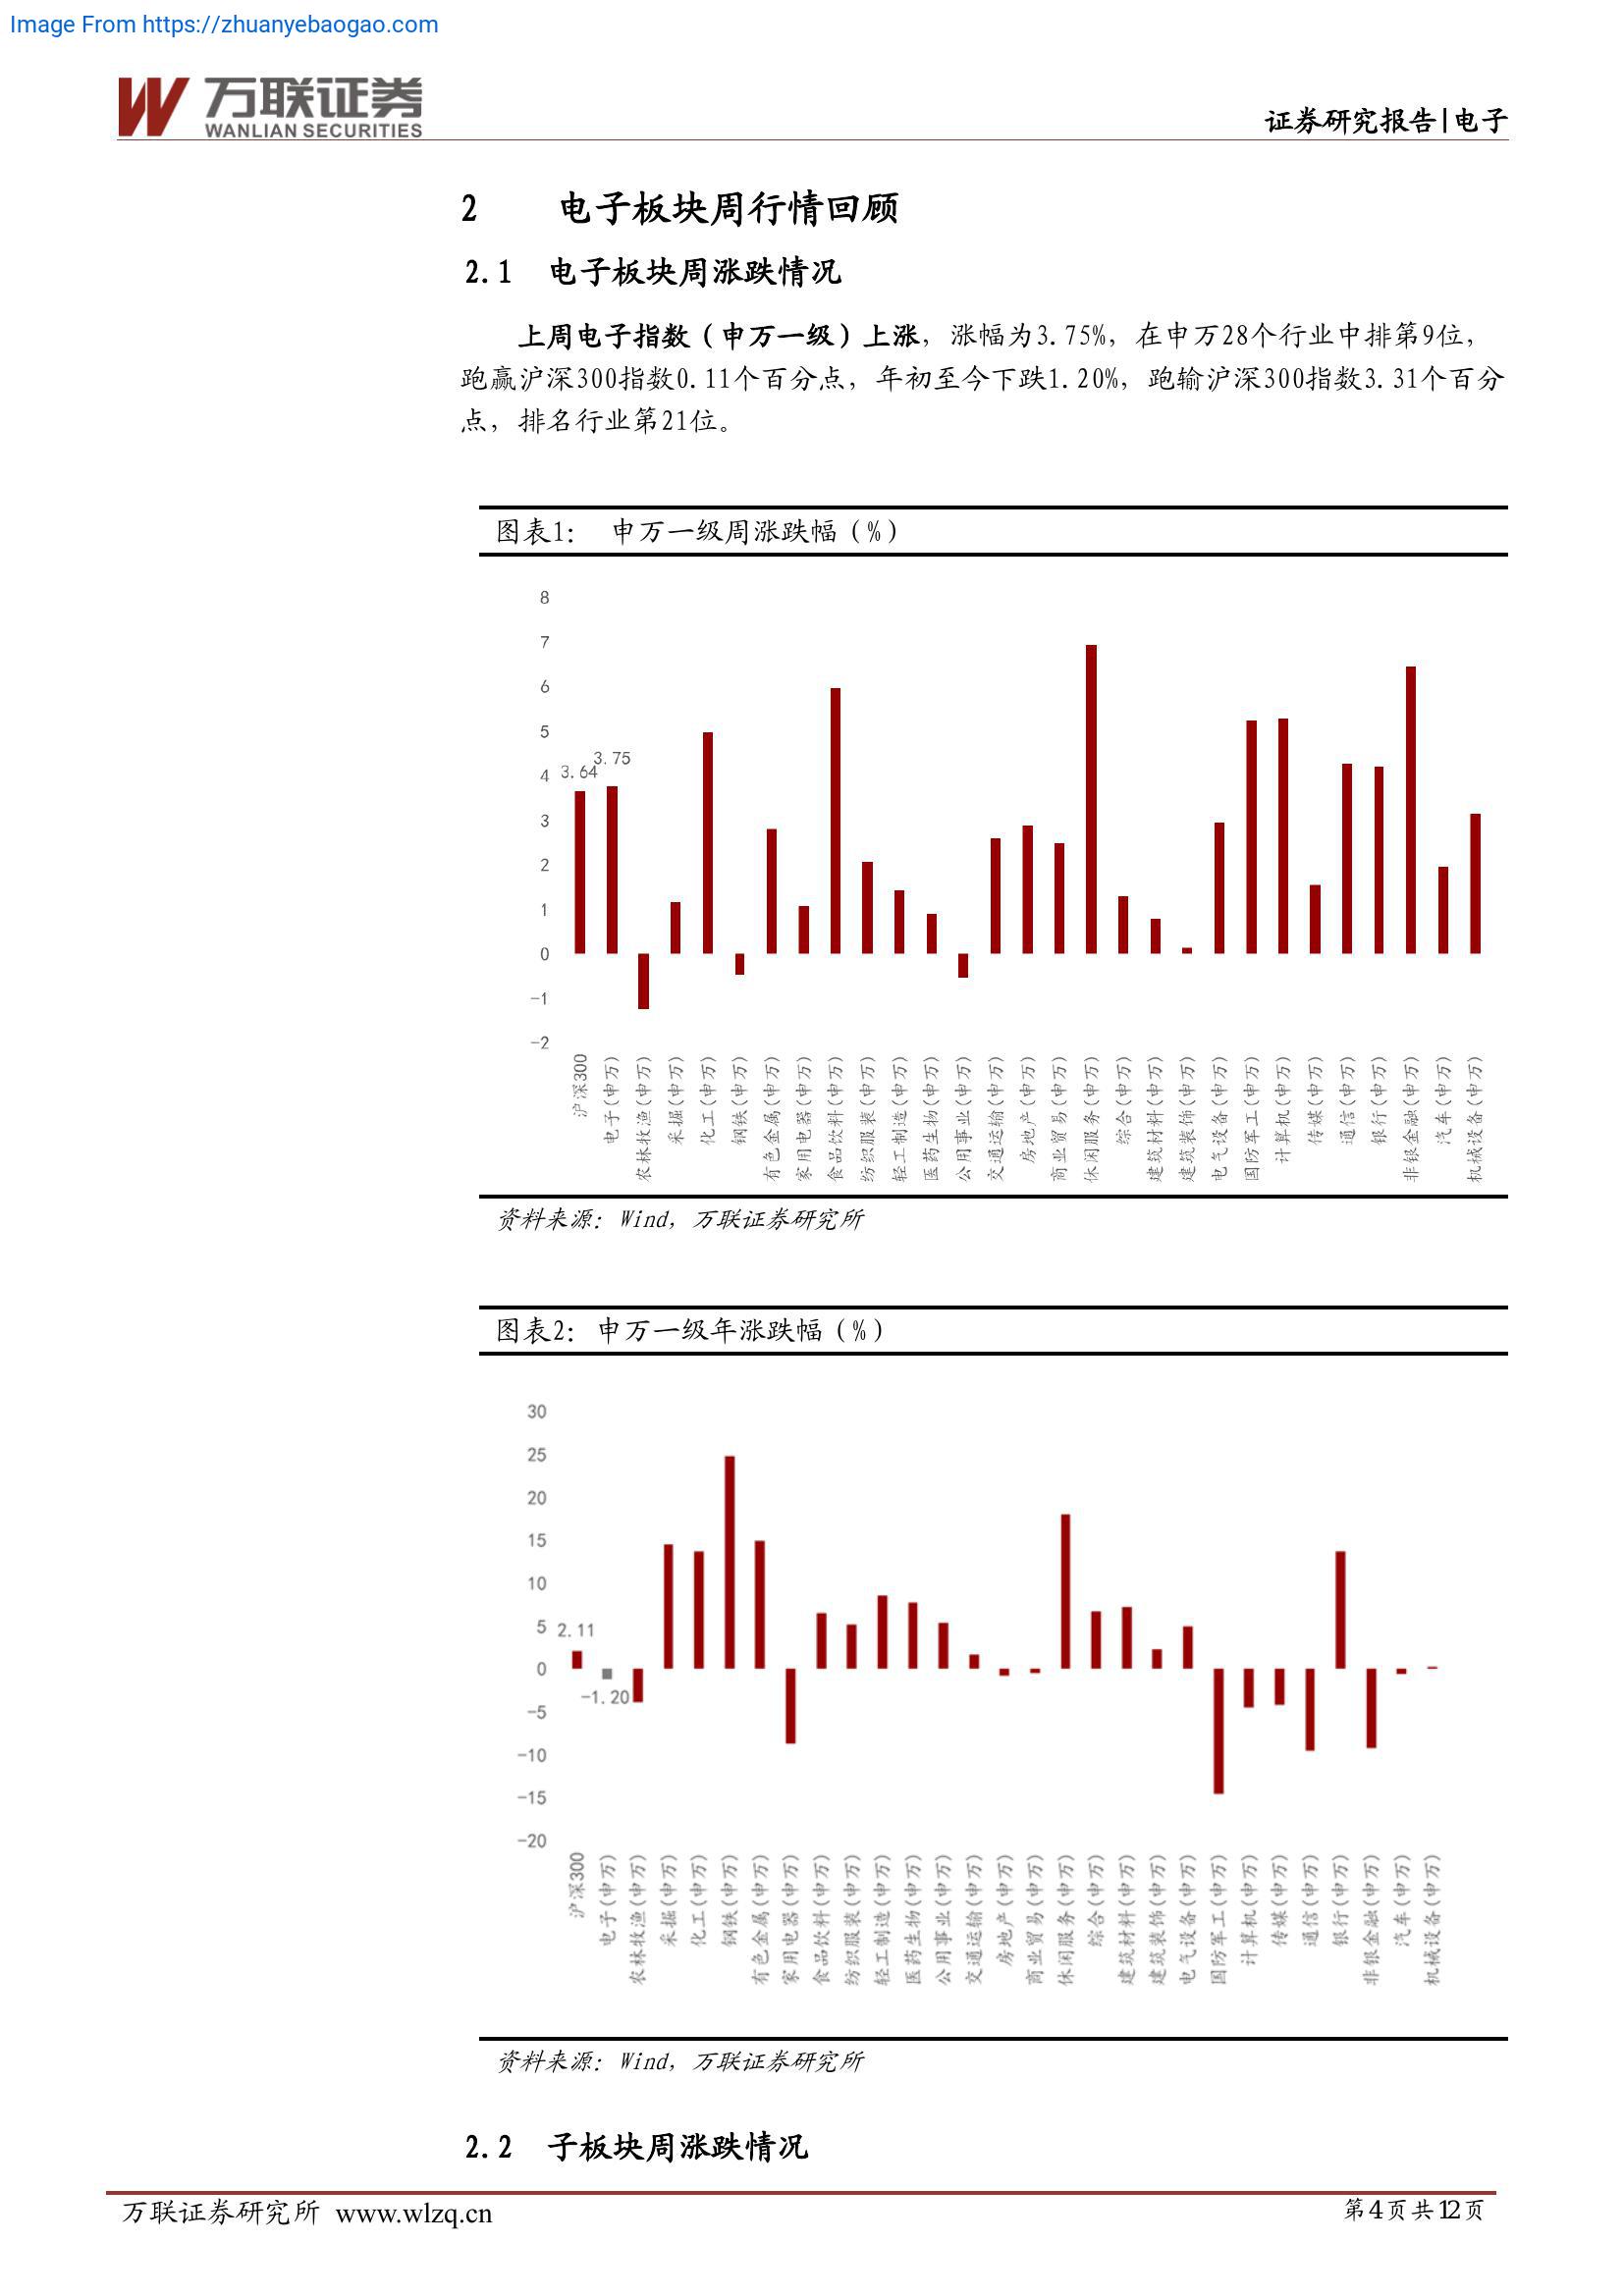 Image From https://zhuanyebaogao.com
万联证券
WANLIAN SECURITIES
证券研究报告|电子
2 电子板块周行情回顾
2.1 电子板块周涨跌情况
上周电子指数（申万一级）上涨，涨幅为3.75%，在申万28个行业中排第9位，
跑赢沪深300指数0.11个百分点，年初至今下跌1.20%，跑输沪深300指数3.31个百分
点，排名行业第21位。
图表1： 申万一级周涨跌幅（%）
8
7
6
5
4
3
2
1
0
-1
-2
3.64
3.75
沪深300
电子(申万)
农林牧渔(申万)
采掘(申万)
化工(申万)
钢铁(申万)
有色金属(申万)
家用电器(申万)
食品饮料(申万)
纺织服装(申万)
轻工制造(申万)
医药生物(申万)
公用事业(申万)
交通运输(申万)
房地产(申万)
商业贸易(申万)
休闲服务(申万)
综合(申万)
建筑材料(申万)
建筑装饰(申万)
电气设备(申万)
国防军工(申万)
计算机(申万)
传媒(申万)
通信(申万)
银行(申万)
非银金融(申万)
汽车(申万)
机械设备(申万)
资料来源：Wind，万联证券研究所
图表2：申万一级年涨跌幅（%）
30
25
20
15
10
5
0
-5
-10
-15
-20
2.11
-1.20
沪深300
电子(申万)
农林牧渔(申万)
采掘(申万)
化工(申万)
钢铁(申万)
有色金属(申万)
家用电器(申万)
食品饮料(申万)
纺织服装(申万)
轻工制造(申万)
医药生物(申万)
公用事业(申万)
交通运输(申万)
房地产(申万)
商业贸易(申万)
休闲服务(申万)
综合(申万)
建筑材料(申万)
建筑装饰(申万)
电气设备(申万)
国防军工(申万)
计算机(申万)
传媒(申万)
通信(申万)
银行(申万)
非银金融(申万)
汽车(申万)
机械设备(申万)
资料来源：Wind，万联证券研究所
2.2 子板块周涨跌情况
万联证券研究所 www.wlzq.cn
第4页共12页